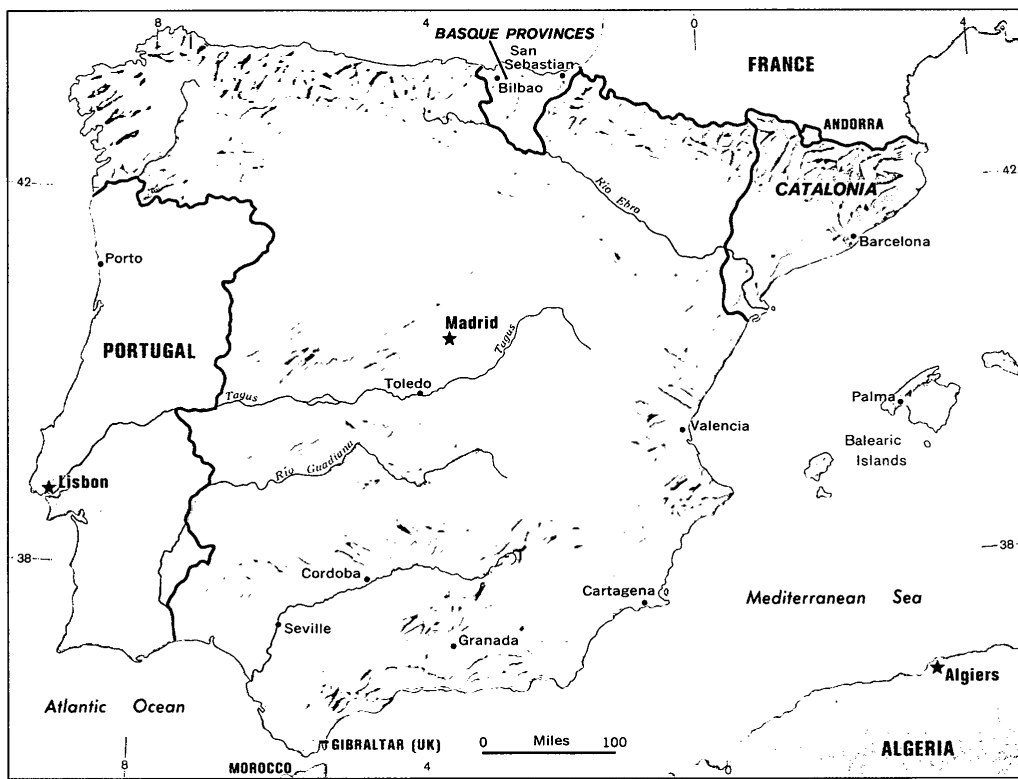 8
4
0
4
BASQUE PROVINCES
San
Sebastian
Bilbao
FRANCE
ANDORRA
42
42
CATALONIA
Rio Ebro
Barcelona
Porto
Madrid
PORTUGAL
Tagus
Toledo
Tagus
Palma
Valencia
Balearic
Islands
Rio Guadiana
Lisbon
38
38
Cordoba
Cartagena
Mediterranean Sea
Seville
Granada
Algiers
Atlantic Ocean
GIBRALTAR (UK)
0 Miles 100
ALGERIA
MOROCCO
8
4
0